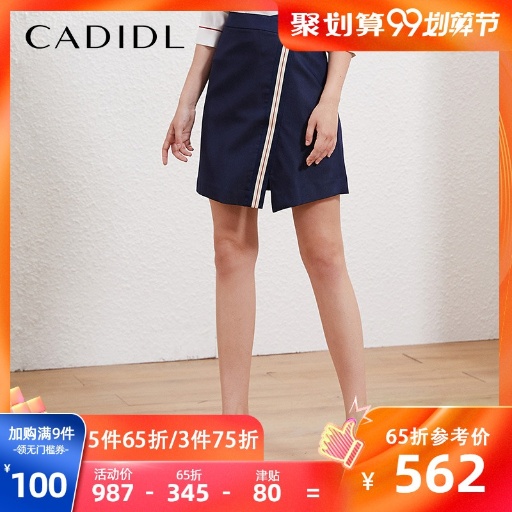 CADIDL
聚划算99划算节
加购满9件
-领无门槛券-
¥100
5件65折/3件75折
活动价 65折 津贴
987 - 345 - 80 =
65折参考价
¥ 562